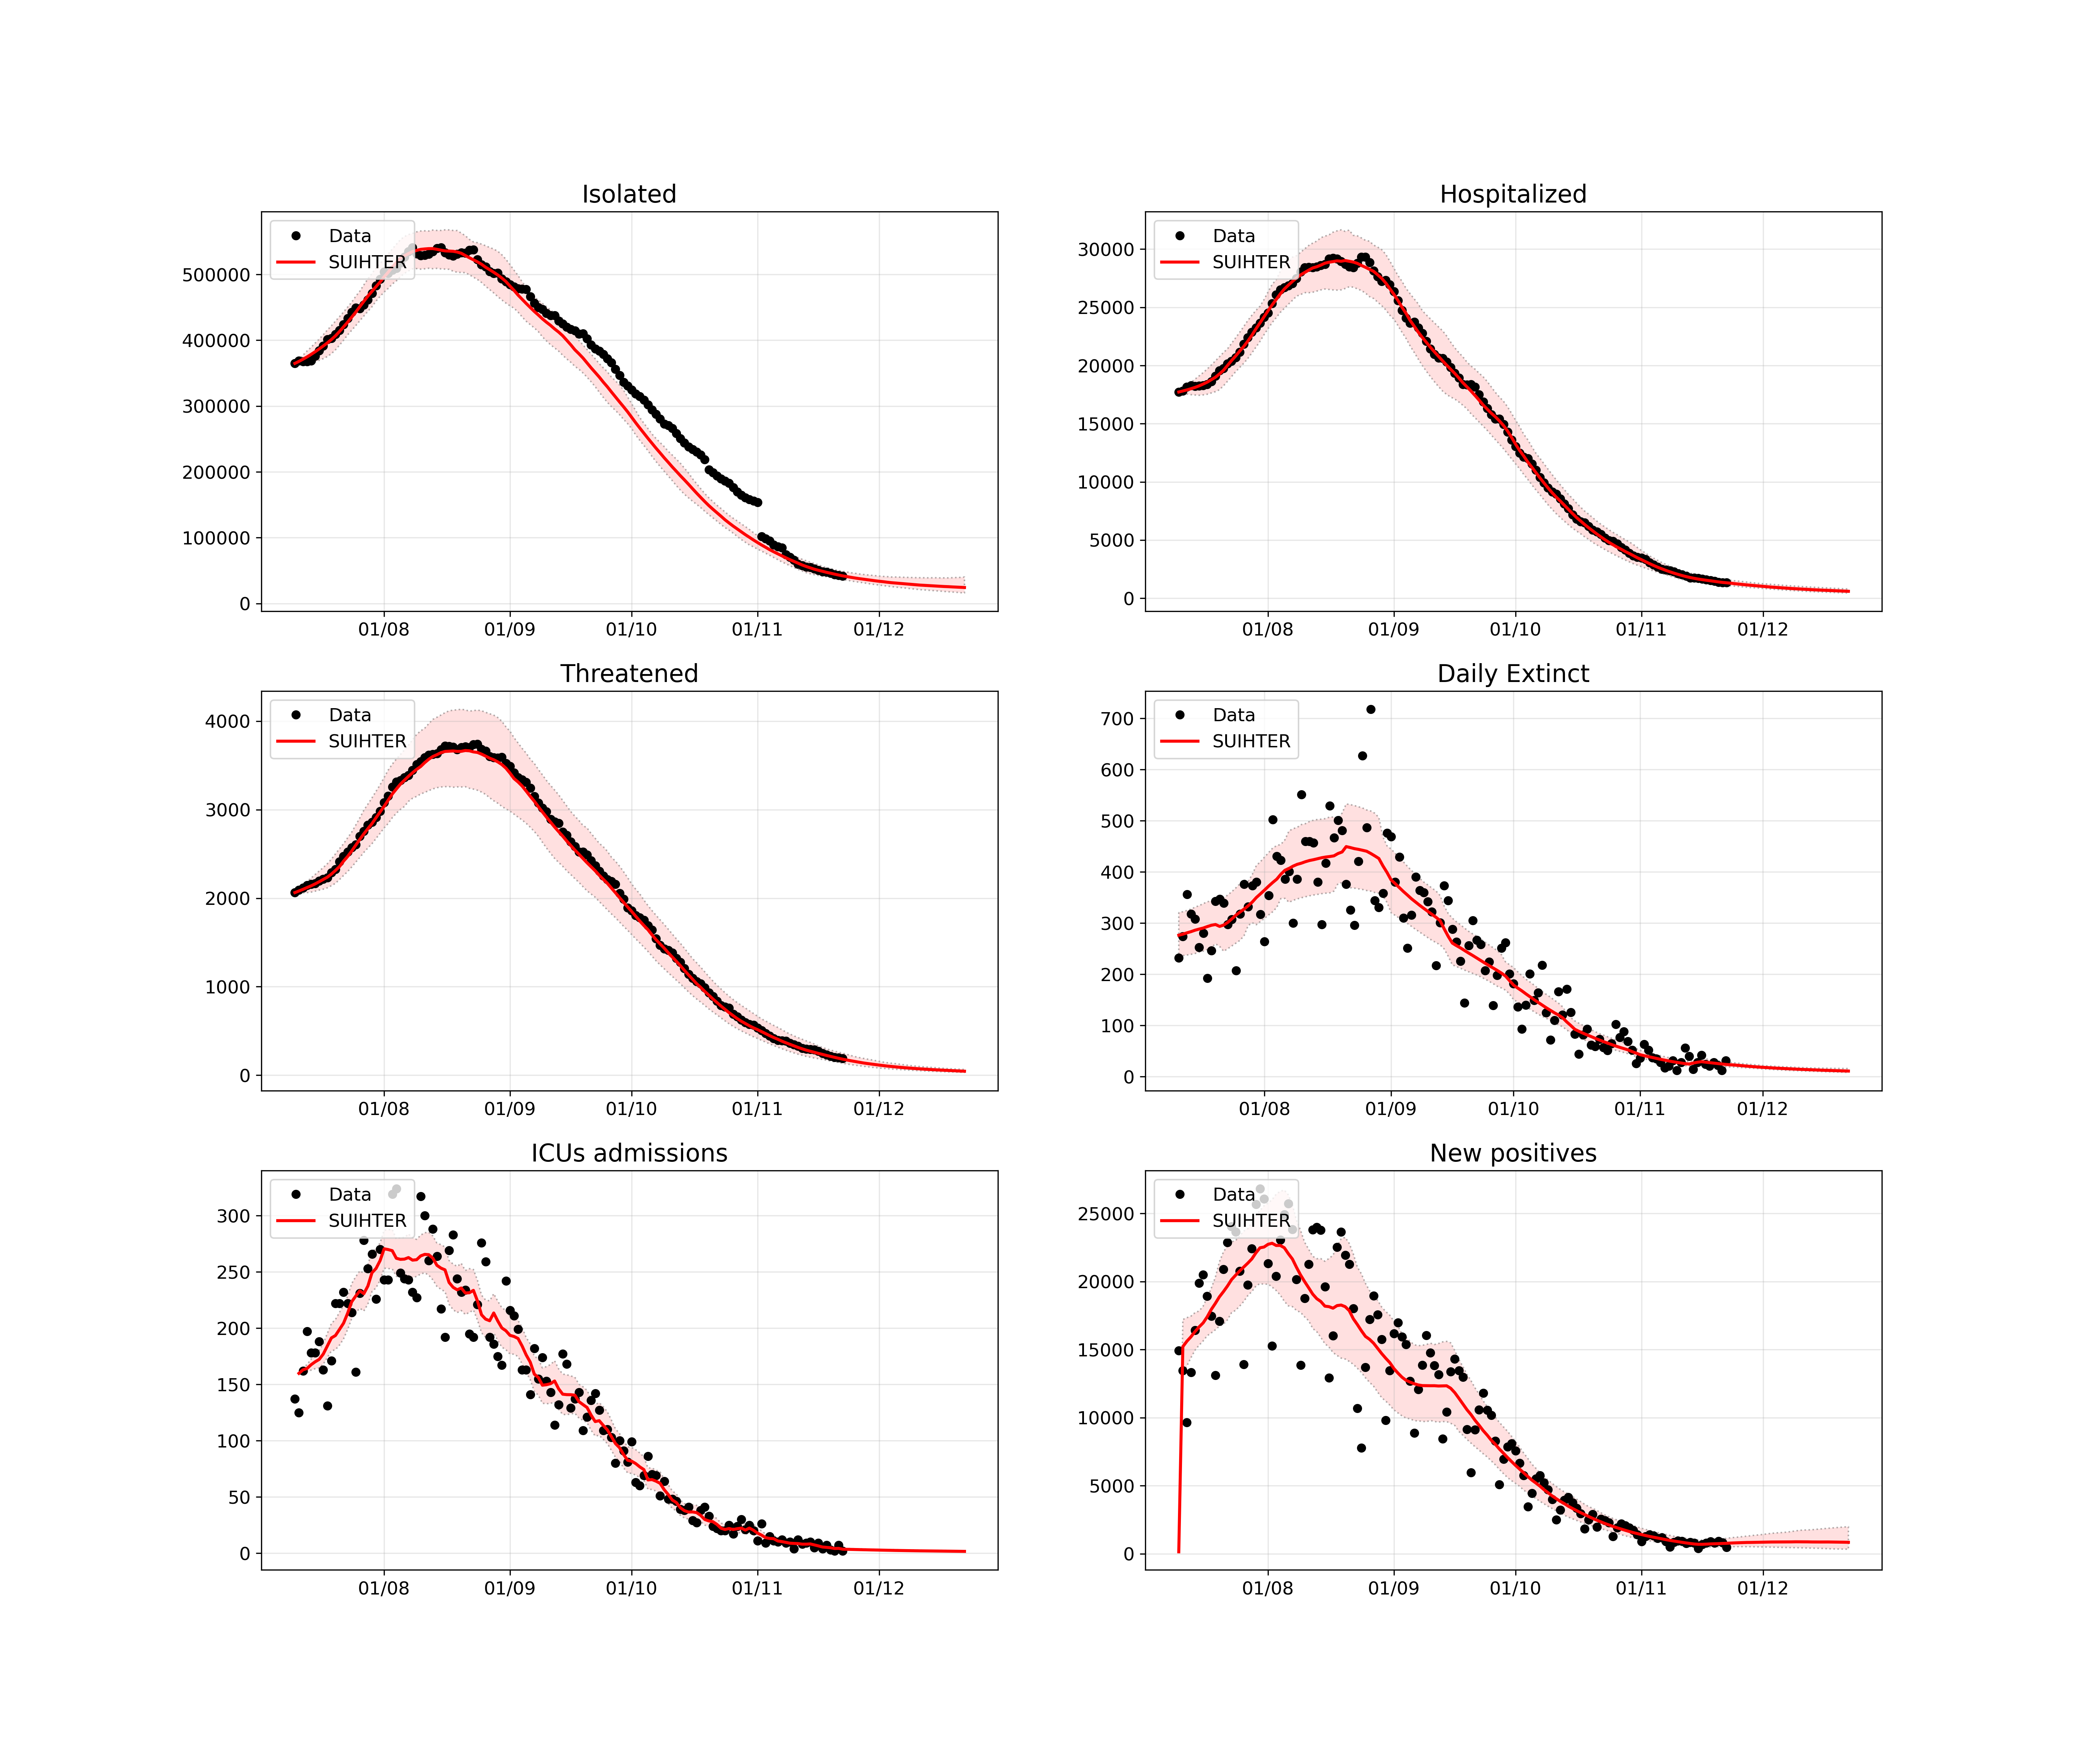 Isolated
Data
SUIHTER
500000
400000
300000
200000
100000
0
01/08 01/09 01/10 01/11 01/12
Hospitalized
Data
SUIHTER
30000
25000
20000
15000
10000
5000
0
01/08 01/09 01/10 01/11 01/12
Threatened
Data
SUIHTER
4000
3000
2000
1000
0
01/08 01/09 01/10 01/11 01/12
Daily Extinct
Data
SUIHTER
700
600
500
400
300
200
100
0
01/08 01/09 01/10 01/11 01/12
ICUs admissions
Data
SUIHTER
300
250
200
150
100
50
0
01/08 01/09 01/10 01/11 01/12
New positives
Data
SUIHTER
25000
20000
15000
10000
5000
0
01/08 01/09 01/10 01/11 01/12